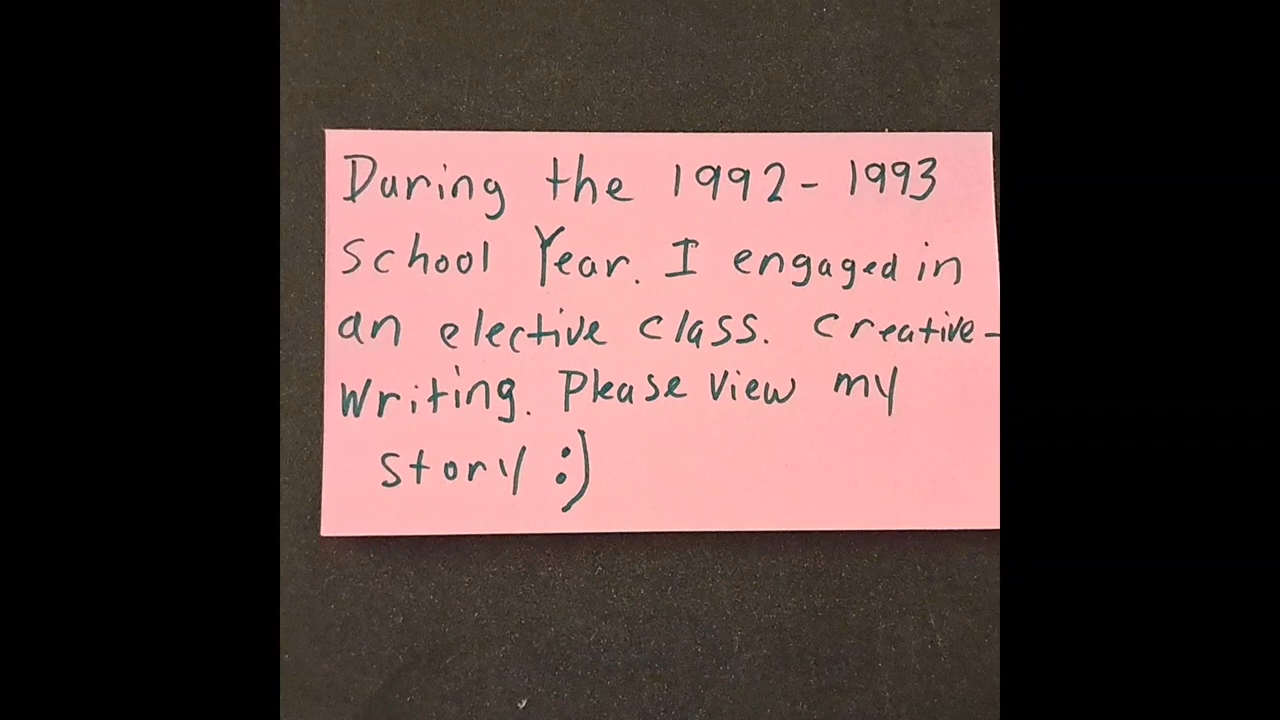 During the 1992-1993
School Year. I engaged in
an elective class. Creative-
Writing. Please View my
Story :)